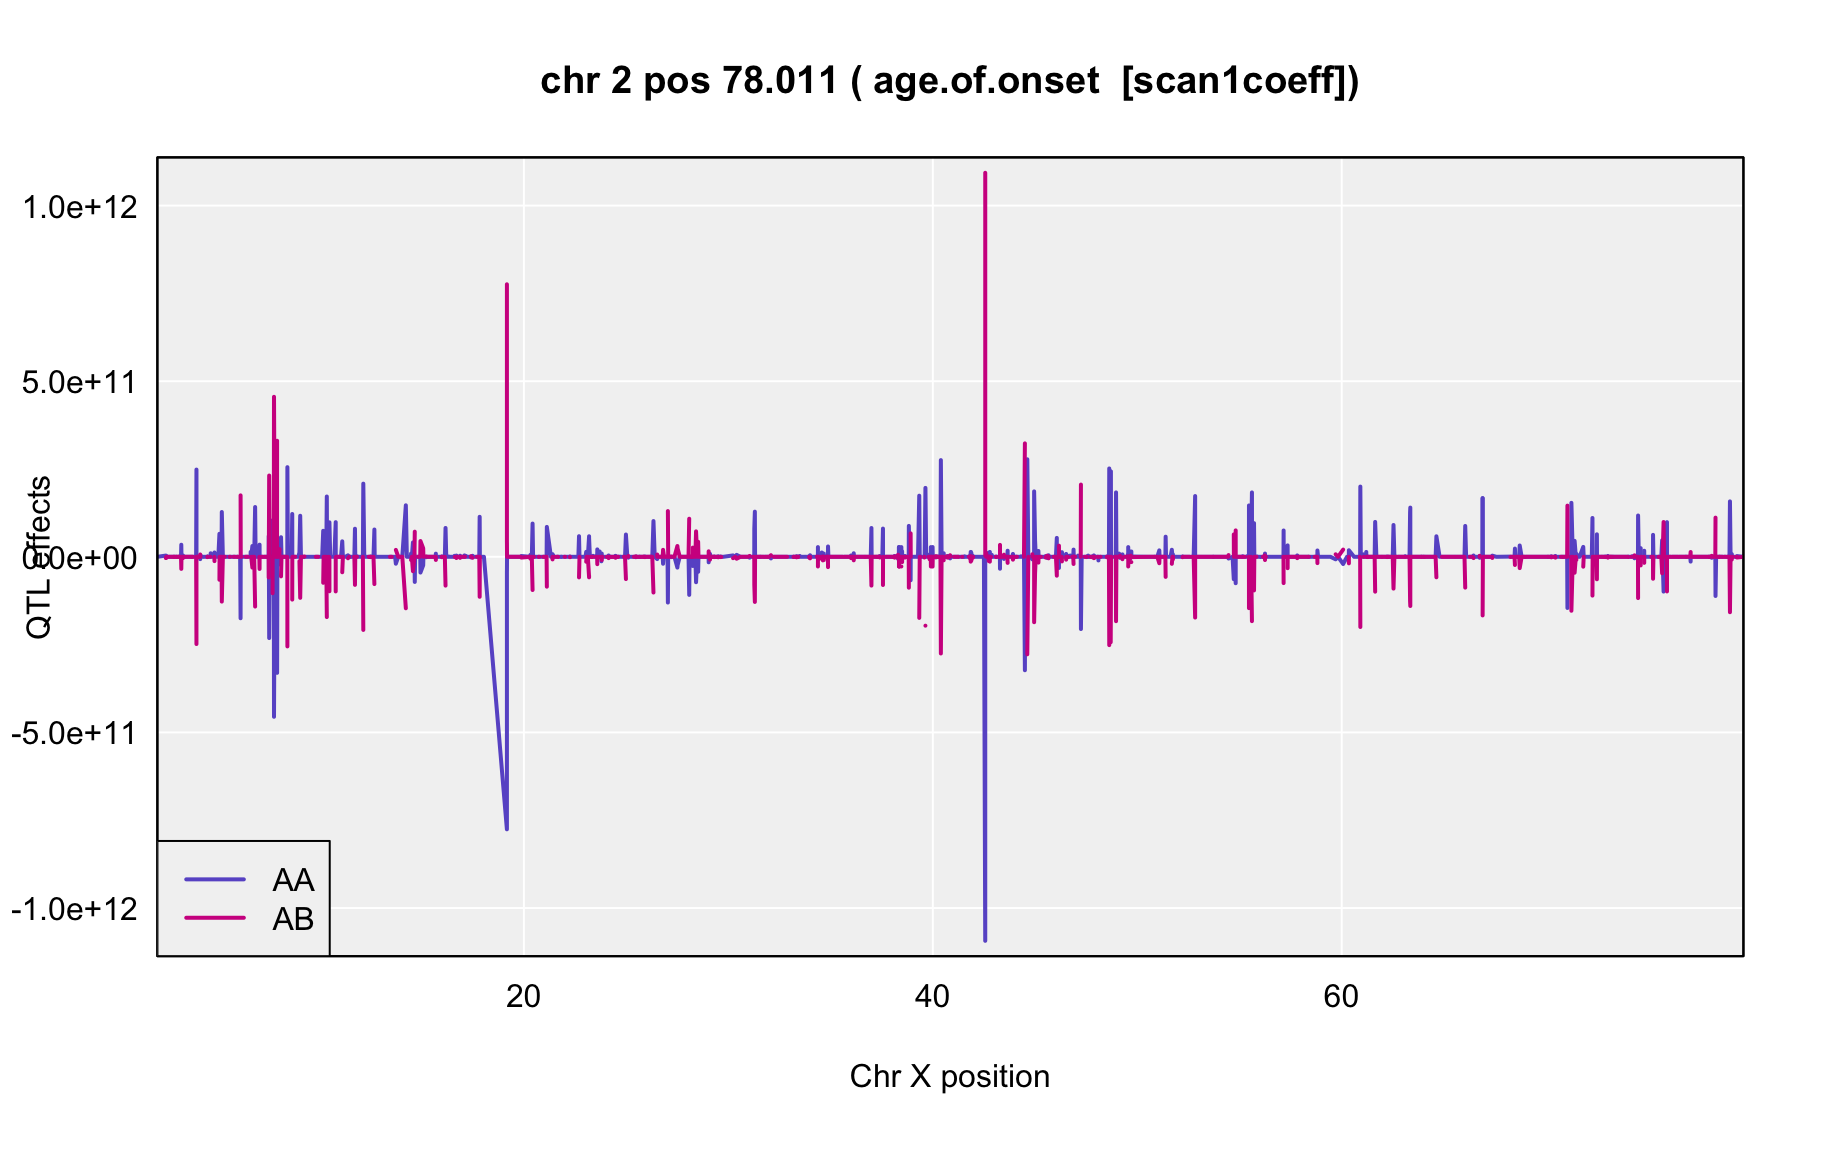 chr 2 pos 78.011 ( age.of.onset  [scan1coeff])
1.0e+12
5.0e+11
0.0e+00
-5.0e+11
-1.0e+12
QTL effects
AA
AB
20 40 60
Chr X position